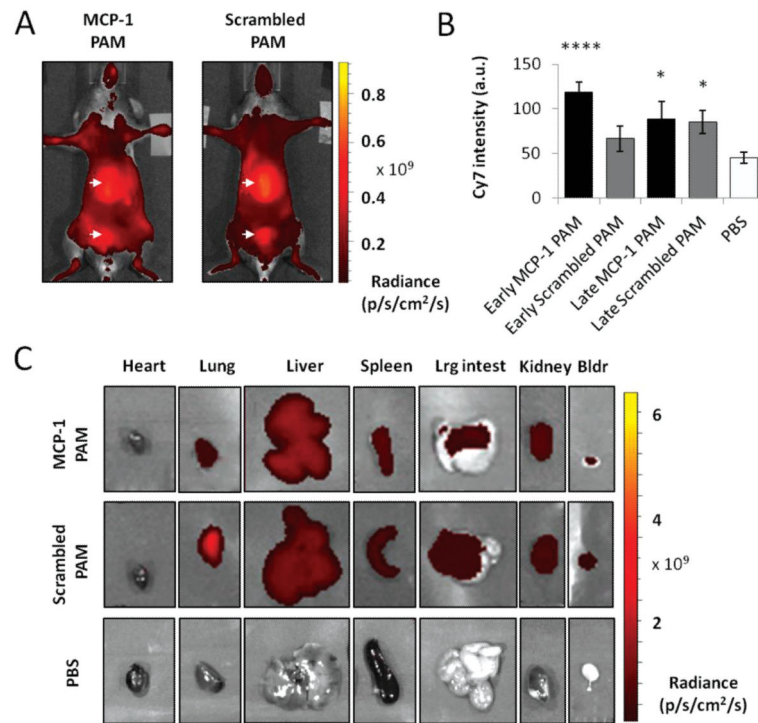 A
MCP-1
PAM
Scrambled
PAM
0.8
0.6
x 10⁹
0.4
0.2
Radiance
(p/s/cm²/s)
B
Cy7 intensity (a.u.)
150
100
50
0
****
*
*
Early MCP-1 PAM
Early Scrambled PAM
Late MCP-1 PAM
Late Scrambled PAM
PBS
C
Heart Lung Liver Spleen Lrg intest Kidney Bldr
MCP-1
PAM
Scrambled
PAM
PBS
6
4
x 10⁹
2
Radiance
(p/s/cm²/s)